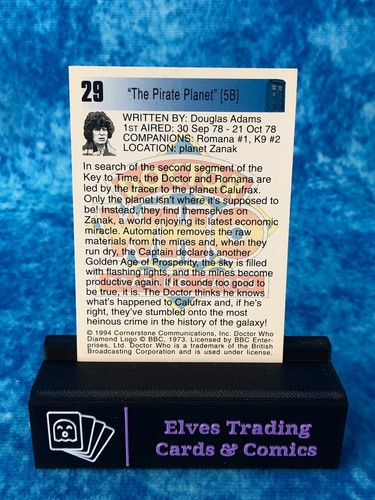 29
"The Pirate Planet" [5B]
WRITTEN BY: Douglas Adams
1ST AIRED: 30 Sep 78 - 21 Oct 78
COMPANIONS: Romana #1, K9 #2
LOCATION: planet Zanak
In search of the second segment of the
Key to Time, the Doctor and Romana are
led by the tracer to the planet Calufrax.
Only the planet isn't where it's supposed to
be! Instead, they find themselves on
Zanak, a world enjoying its latest economic
miracle. Automation removes the raw
materials from the mines and, when they
run dry, the Captain declares another
Golden Age of Prosperity, the sky is filled
with flashing lights, and the mines become
productive again. If it sounds too good to
be true, it is. The Doctor thinks he knows
what's happened to Calufrax and, if he's
right, they've stumbled onto the most
heinous crime in the history of the galaxy!
© 1994 Cornerstone Communications, Inc. Doctor Who
Diamond Logo © BBC, 1973. Licensed by BBC Enter-
prises, Ltd. Doctor Who is a trademark of the British
Broadcasting Corporation and is used under license.
Elves Trading
Cards & Comics